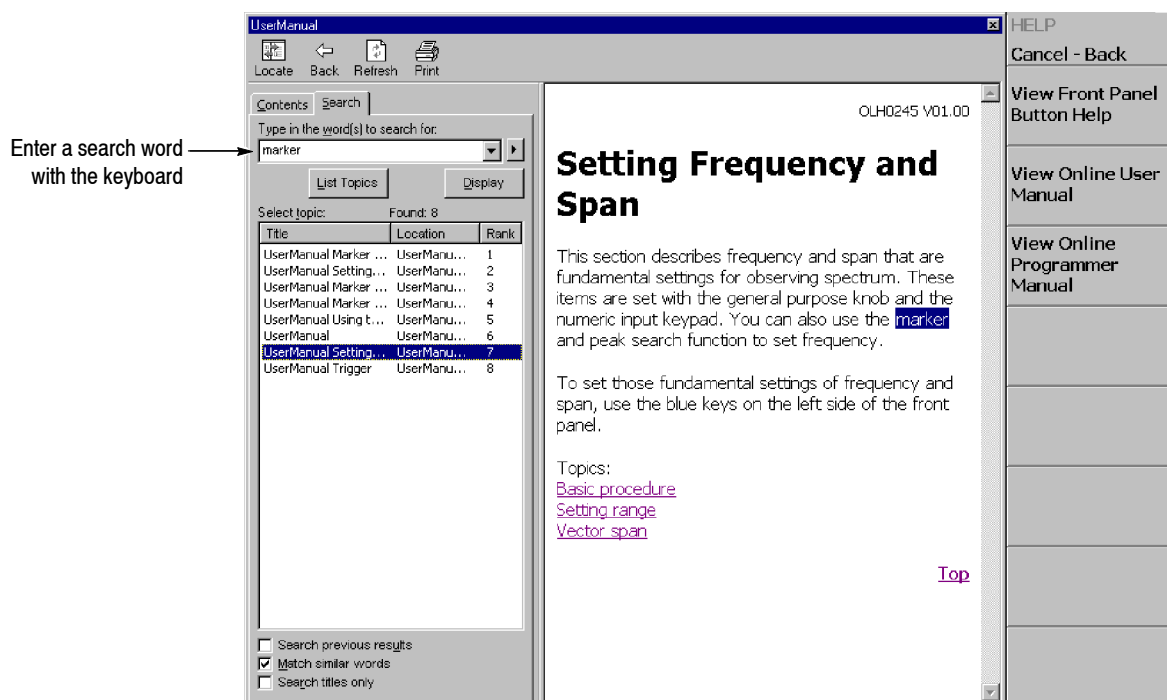 UserManual
Locate Back Refresh Print
Contents Search
Type in the word(s) to search for:
Enter a search word
with the keyboard
marker
List Topics Display
Select topic: Found: 8
Title Location Rank
UserManual Marker ... UserManu... 1
UserManual Setting... UserManu... 2
UserManual Marker ... UserManu... 3
UserManual Marker ... UserManu... 4
UserManual Using t... UserManu... 5
UserManual UserManu... 6
UserManual Setting... UserManu... 7
UserManual Trigger UserManu... 8
Search previous results
Match similar words
Search titles only
OLH0245 V01.00
Setting Frequency and
Span
This section describes frequency and span that are
fundamental settings for observing spectrum. These
items are set with the general purpose knob and the
numeric input keypad. You can also use the marker
and peak search function to set frequency.
To set those fundamental settings of frequency and
span, use the blue keys on the left side of the front
panel.
Topics:
Basic procedure
Setting range
Vector span
Top
HELP
Cancel - Back
View Front Panel
Button Help
View Online User
Manual
View Online
Programmer
Manual